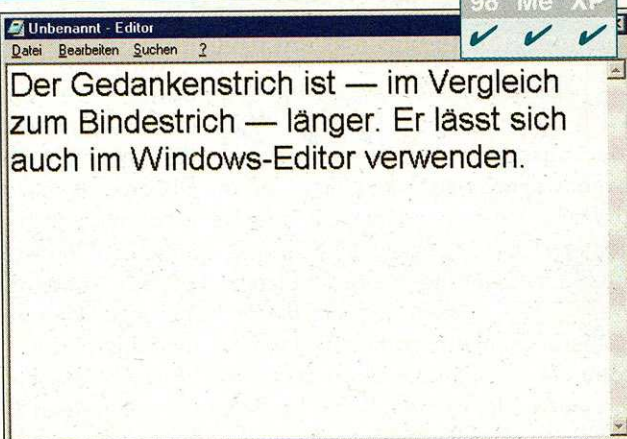 98 Me XP
Unbenannt - Editor
Datei Bearbeiten Suchen ?
Der Gedankenstrich ist — im Vergleich
zum Bindestrich — länger. Er lässt sich
auch im Windows-Editor verwenden.